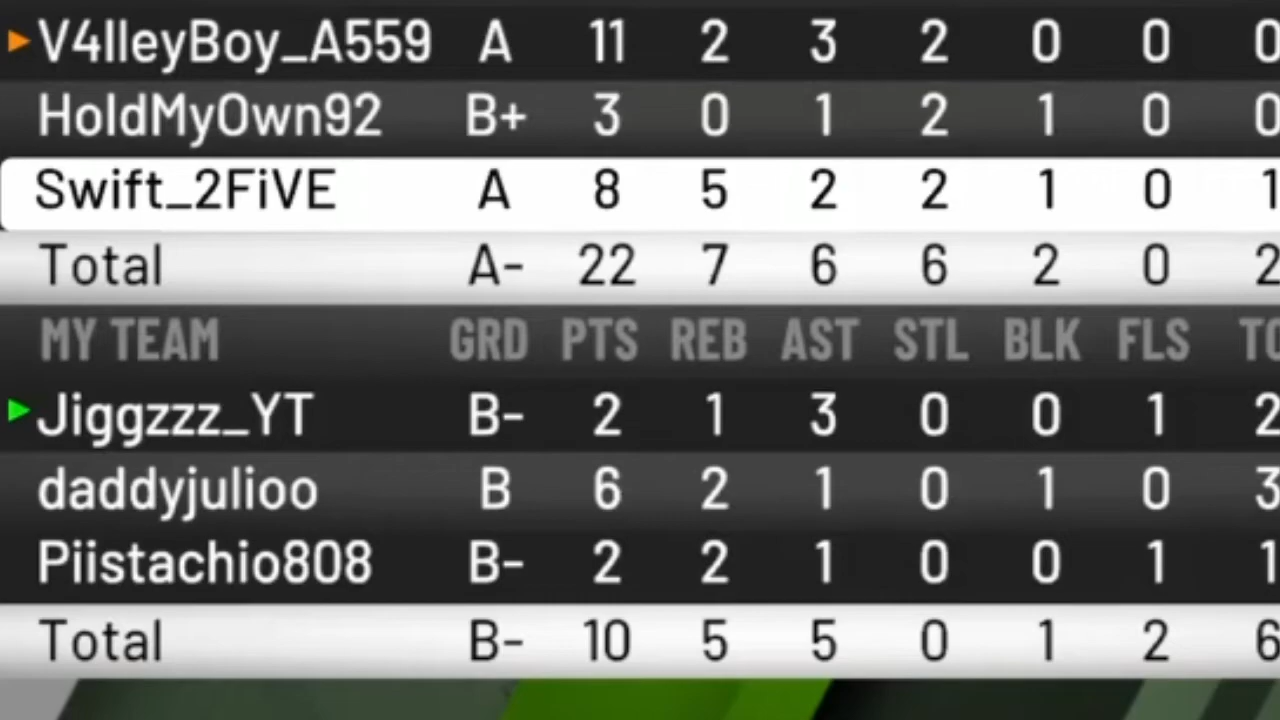 V4lleyBoy_A559 A 11 2 3 2 0 0 0
HoldMyOwn92 B+ 3 0 1 2 1 0 0
Swift_2FiVE A 8 5 2 2 1 0 1
Total A- 22 7 6 6 2 0 2
MY TEAM GRD PTS REB AST STL BLK FLS TO
Jiggzzz_YT B- 2 1 3 0 0 1 2
daddyjulioo B 6 2 1 0 1 0 3
Piistachio808 B- 2 2 1 0 0 1 1
Total B- 10 5 5 0 1 2 6